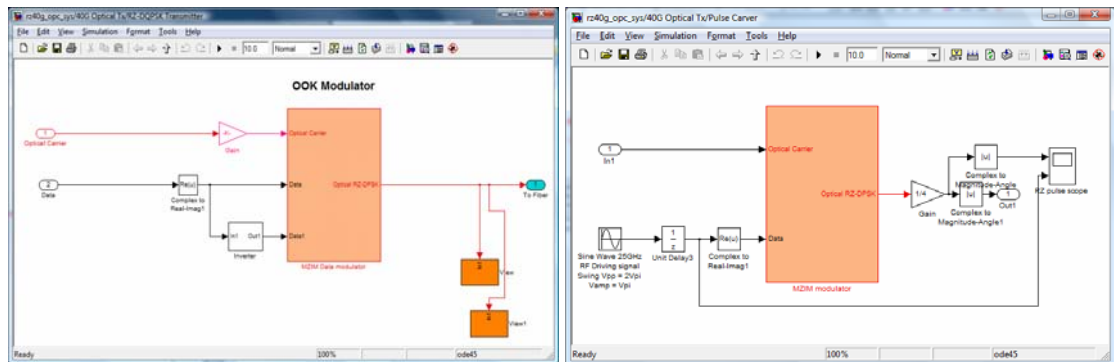 rz40g_opc_sys/40G Optical Tx/RZ-DQPSK Transmitter
File Edit View Simulation Format Tools Help
10.0 Normal
OOK Modulator
1
Optical Carrier
Gain
Optical Carrier
2
Data
Re(u)
Complex to
Real-Imag1
Data
Optical RZ-DPSK
1
To Fiber
In1 Out1
Inverter
Data1
MZIM Data modulator
View
View1
Ready 100% ode45
rz40g_opc_sys/40G Optical Tx/Pulse Carver
File Edit View Simulation Format Tools Help
10.0 Normal
1
In1
Optical Carrier
Optical RZ-DPSK
1/4
Gain
|u|
Complex to
Magnitude-Angle
|u|
Complex to
Magnitude-Angle1
1
Out1
RZ pulse scope
Sine Wave 25GHz
RF Driving signal
Swing Vpp = 2Vpi
Vamp = Vpi
1
z
Unit Delay3
Re(u)
Complex to
Real-Imag1
Data
MZIM modulator
Ready 100% ode45